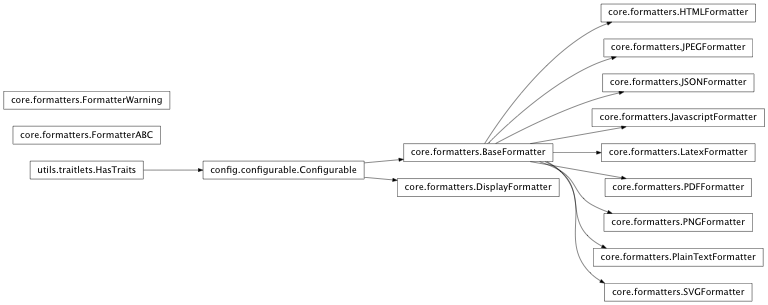 core.formatters.HTMLFormatter
core.formatters.JPEGFormatter
core.formatters.JSONFormatter
core.formatters.FormatterWarning
core.formatters.JavascriptFormatter
core.formatters.FormatterABC
core.formatters.BaseFormatter
core.formatters.LatexFormatter
utils.traitlets.HasTraits
config.configurable.Configurable
core.formatters.DisplayFormatter
core.formatters.PDFFormatter
core.formatters.PNGFormatter
core.formatters.PlainTextFormatter
core.formatters.SVGFormatter